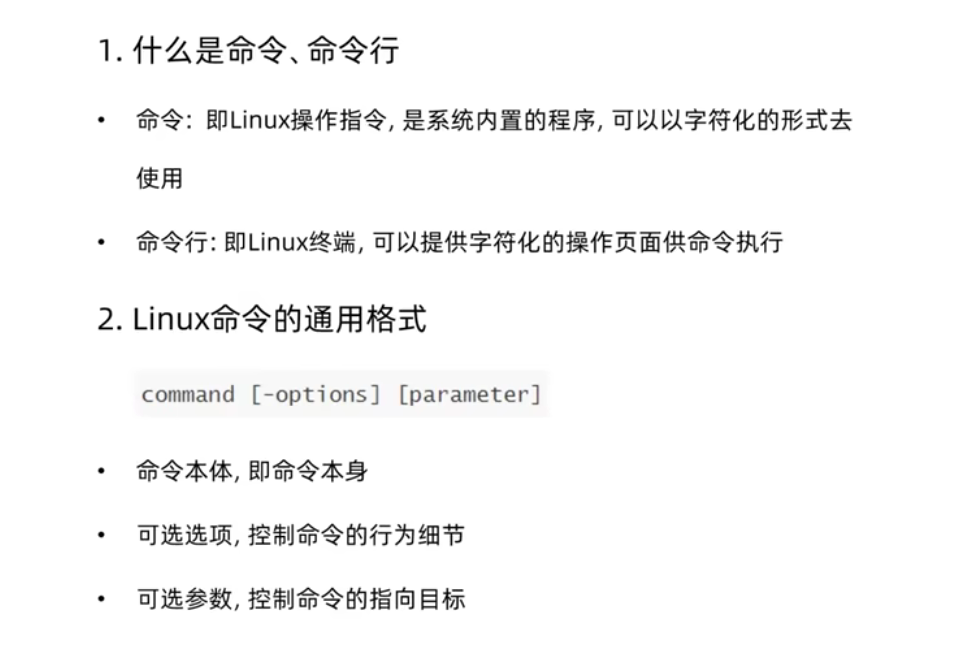 1. 什么是命令、命令行
• 命令: 即Linux操作指令, 是系统内置的程序, 可以以字符化的形式去
使用
• 命令行: 即Linux终端, 可以提供字符化的操作页面供命令执行
2. Linux命令的通用格式
command [-options] [parameter]
• 命令本体, 即命令本身
• 可选选项, 控制命令的行为细节
• 可选参数, 控制命令的指向目标